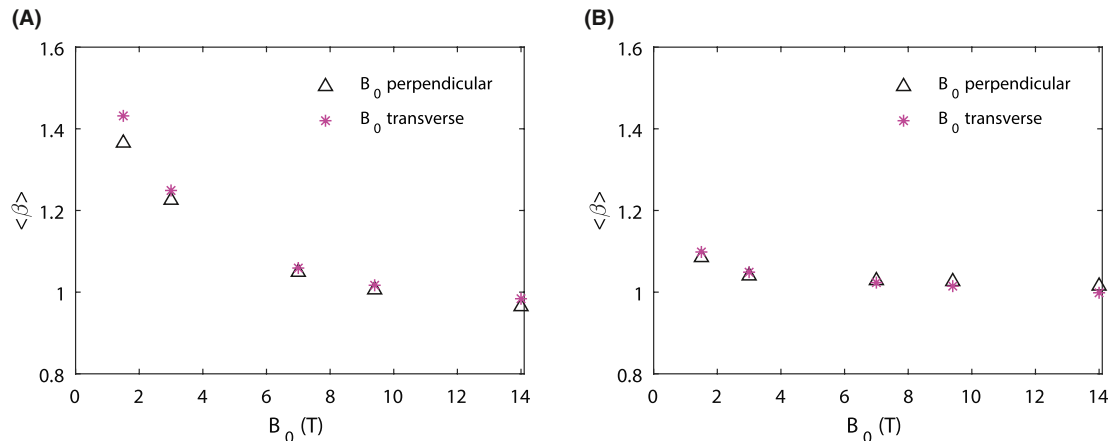 (A)
1.6
1.4
1.2
1
0.8
<β>
0 2 4 6 8 10 12 14
B 0 (T)
B 0 perpendicular
B 0 transverse
(B)
1.6
1.4
1.2
1
0.8
<β>
0 2 4 6 8 10 12 14
B 0 (T)
B 0 perpendicular
B 0 transverse